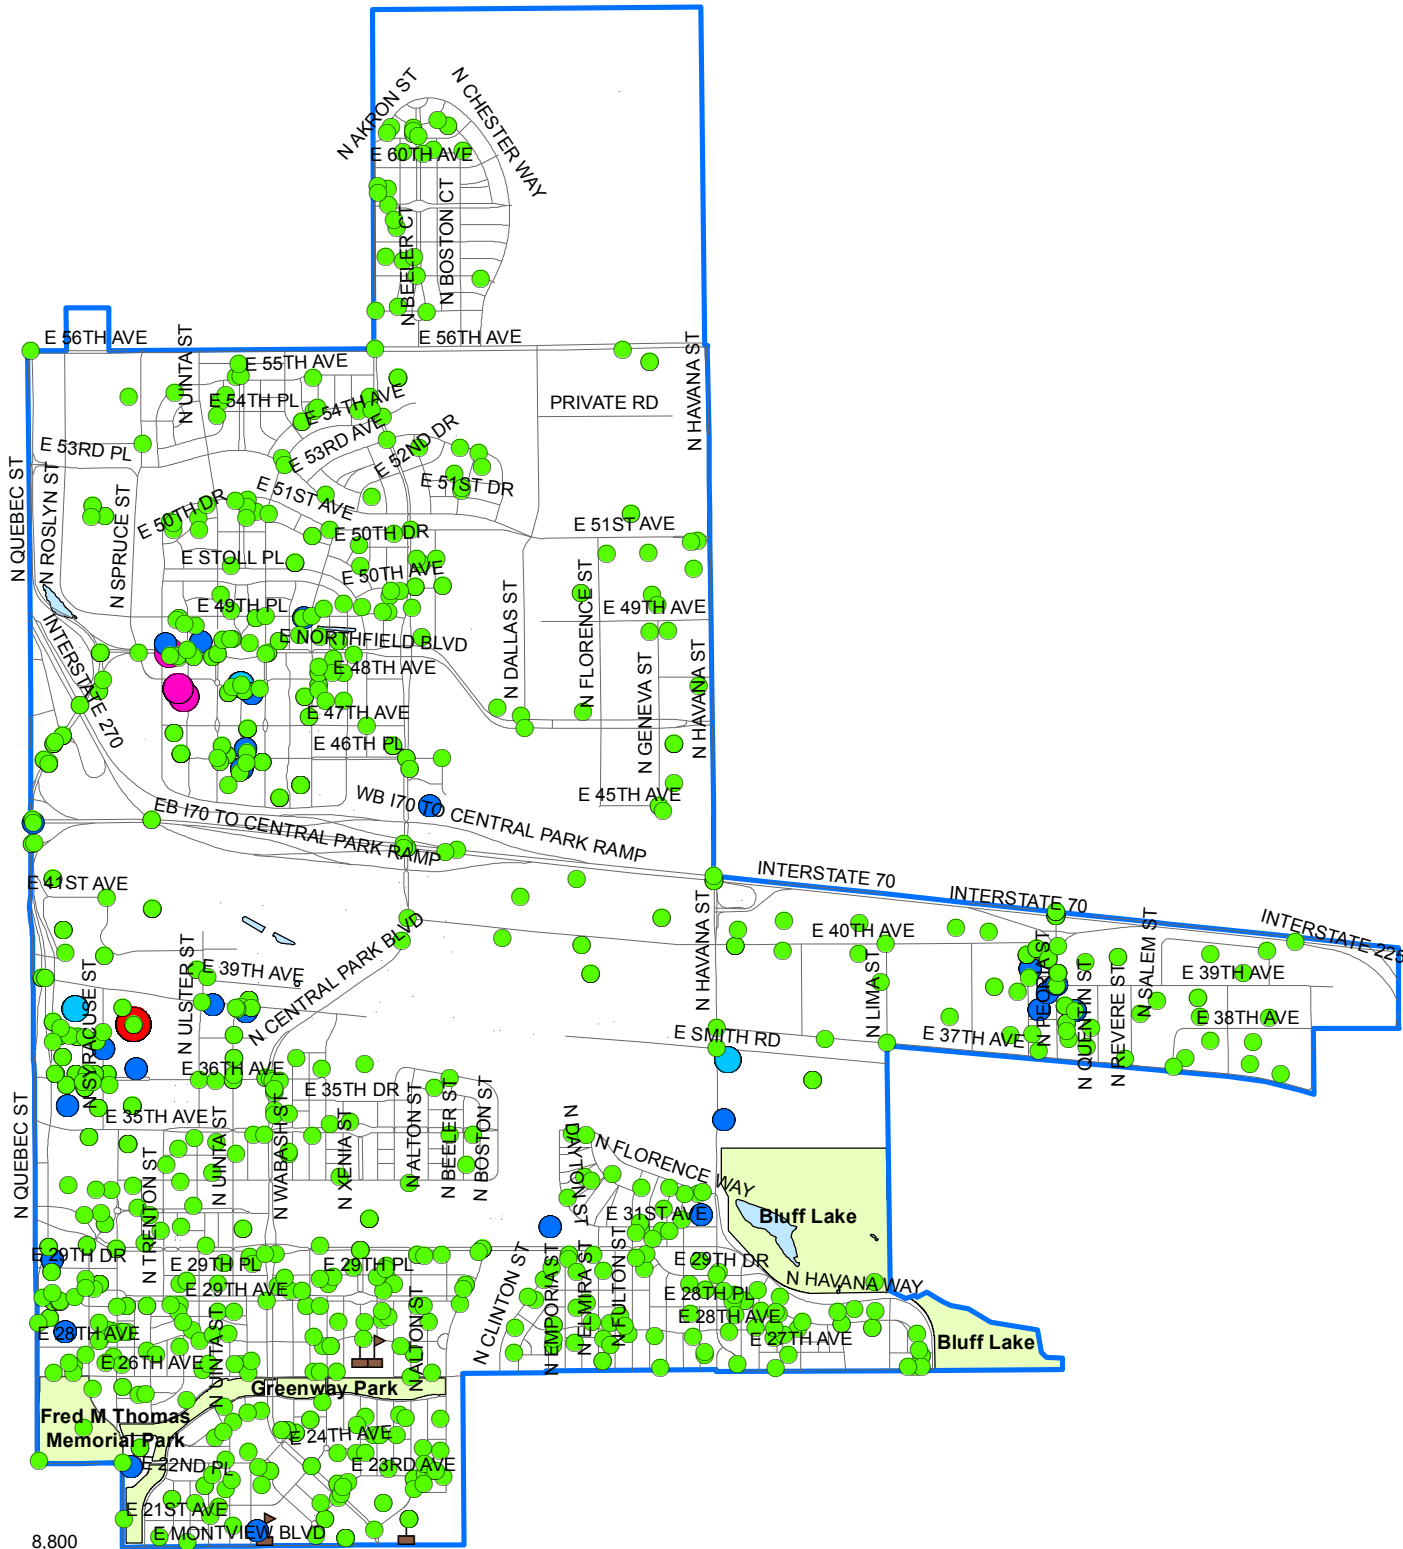 N AKRON ST
N CHESTER WAY
E 60TH AVE
N BEELER CT
N BOSTON CT
E 56TH AVE
E 56TH AVE
N UINTA ST
N HAVANA ST
E 55TH AVE
E 54TH PL
E 54TH AVE
PRIVATE RD
E 53RD PL
E 53RD AVE
E 52ND DR
N QUEBEC ST
N ROSLYN ST
N SPRUCE ST
E 51ST DR
E 51ST AVE
E 50TH DR
E 51ST AVE
E 50TH DR
E STOLL PL
E 50TH AVE
N DALLAS ST
N FLORENCE ST
E 49TH PL
E 49TH AVE
E NORTHFIELD BLVD
INTERSTATE 270
E 48TH AVE
N GENEVA ST
N HAVANA ST
E 47TH AVE
E 46TH PL
E 45TH AVE
WB I70 TO CENTRAL PARK RAMP
EB I70 TO CENTRAL PARK RAMP
INTERSTATE 70
INTERSTATE 70
INTERSTATE 225
E 41ST AVE
N HAVANA ST
E 40TH AVE
N CENTRAL PARK BLVD
N SYRACUSE ST
N ULSTER ST
E 39TH AVE
N LIMA ST
N PEORIA ST
N QUENTIN ST
N REVERE ST
N SALEM ST
E 39TH AVE
E 38TH AVE
E SMITH RD
E 37TH AVE
E 36TH AVE
E 35TH DR
N QUEBEC ST
E 35TH AVE
N TRENTON ST
N UINTA ST
N WABASH ST
N XENIA ST
N ALTON ST
N BEELER ST
N BOSTON ST
N DAYTON ST
N FLORENCE WAY
E 31ST AVE
Bluff Lake
E 29TH DR
E 29TH PL
E 29TH PL
E 29TH DR
E 29TH AVE
E 28TH PL
N HAVANA WAY
N CLINTON ST
N EMPORIA ST
N ELMIRA ST
N FULTON ST
E 28TH AVE
E 28TH AVE
E 27TH AVE
Bluff Lake
N UINTA ST
N ALTON ST
E 26TH AVE
Greenway Park
Fred M Thomas
Memorial Park
E 24TH AVE
E 22ND PL
E 23RD AVE
E 21ST AVE
E MONTVIEW BLVD
8,800